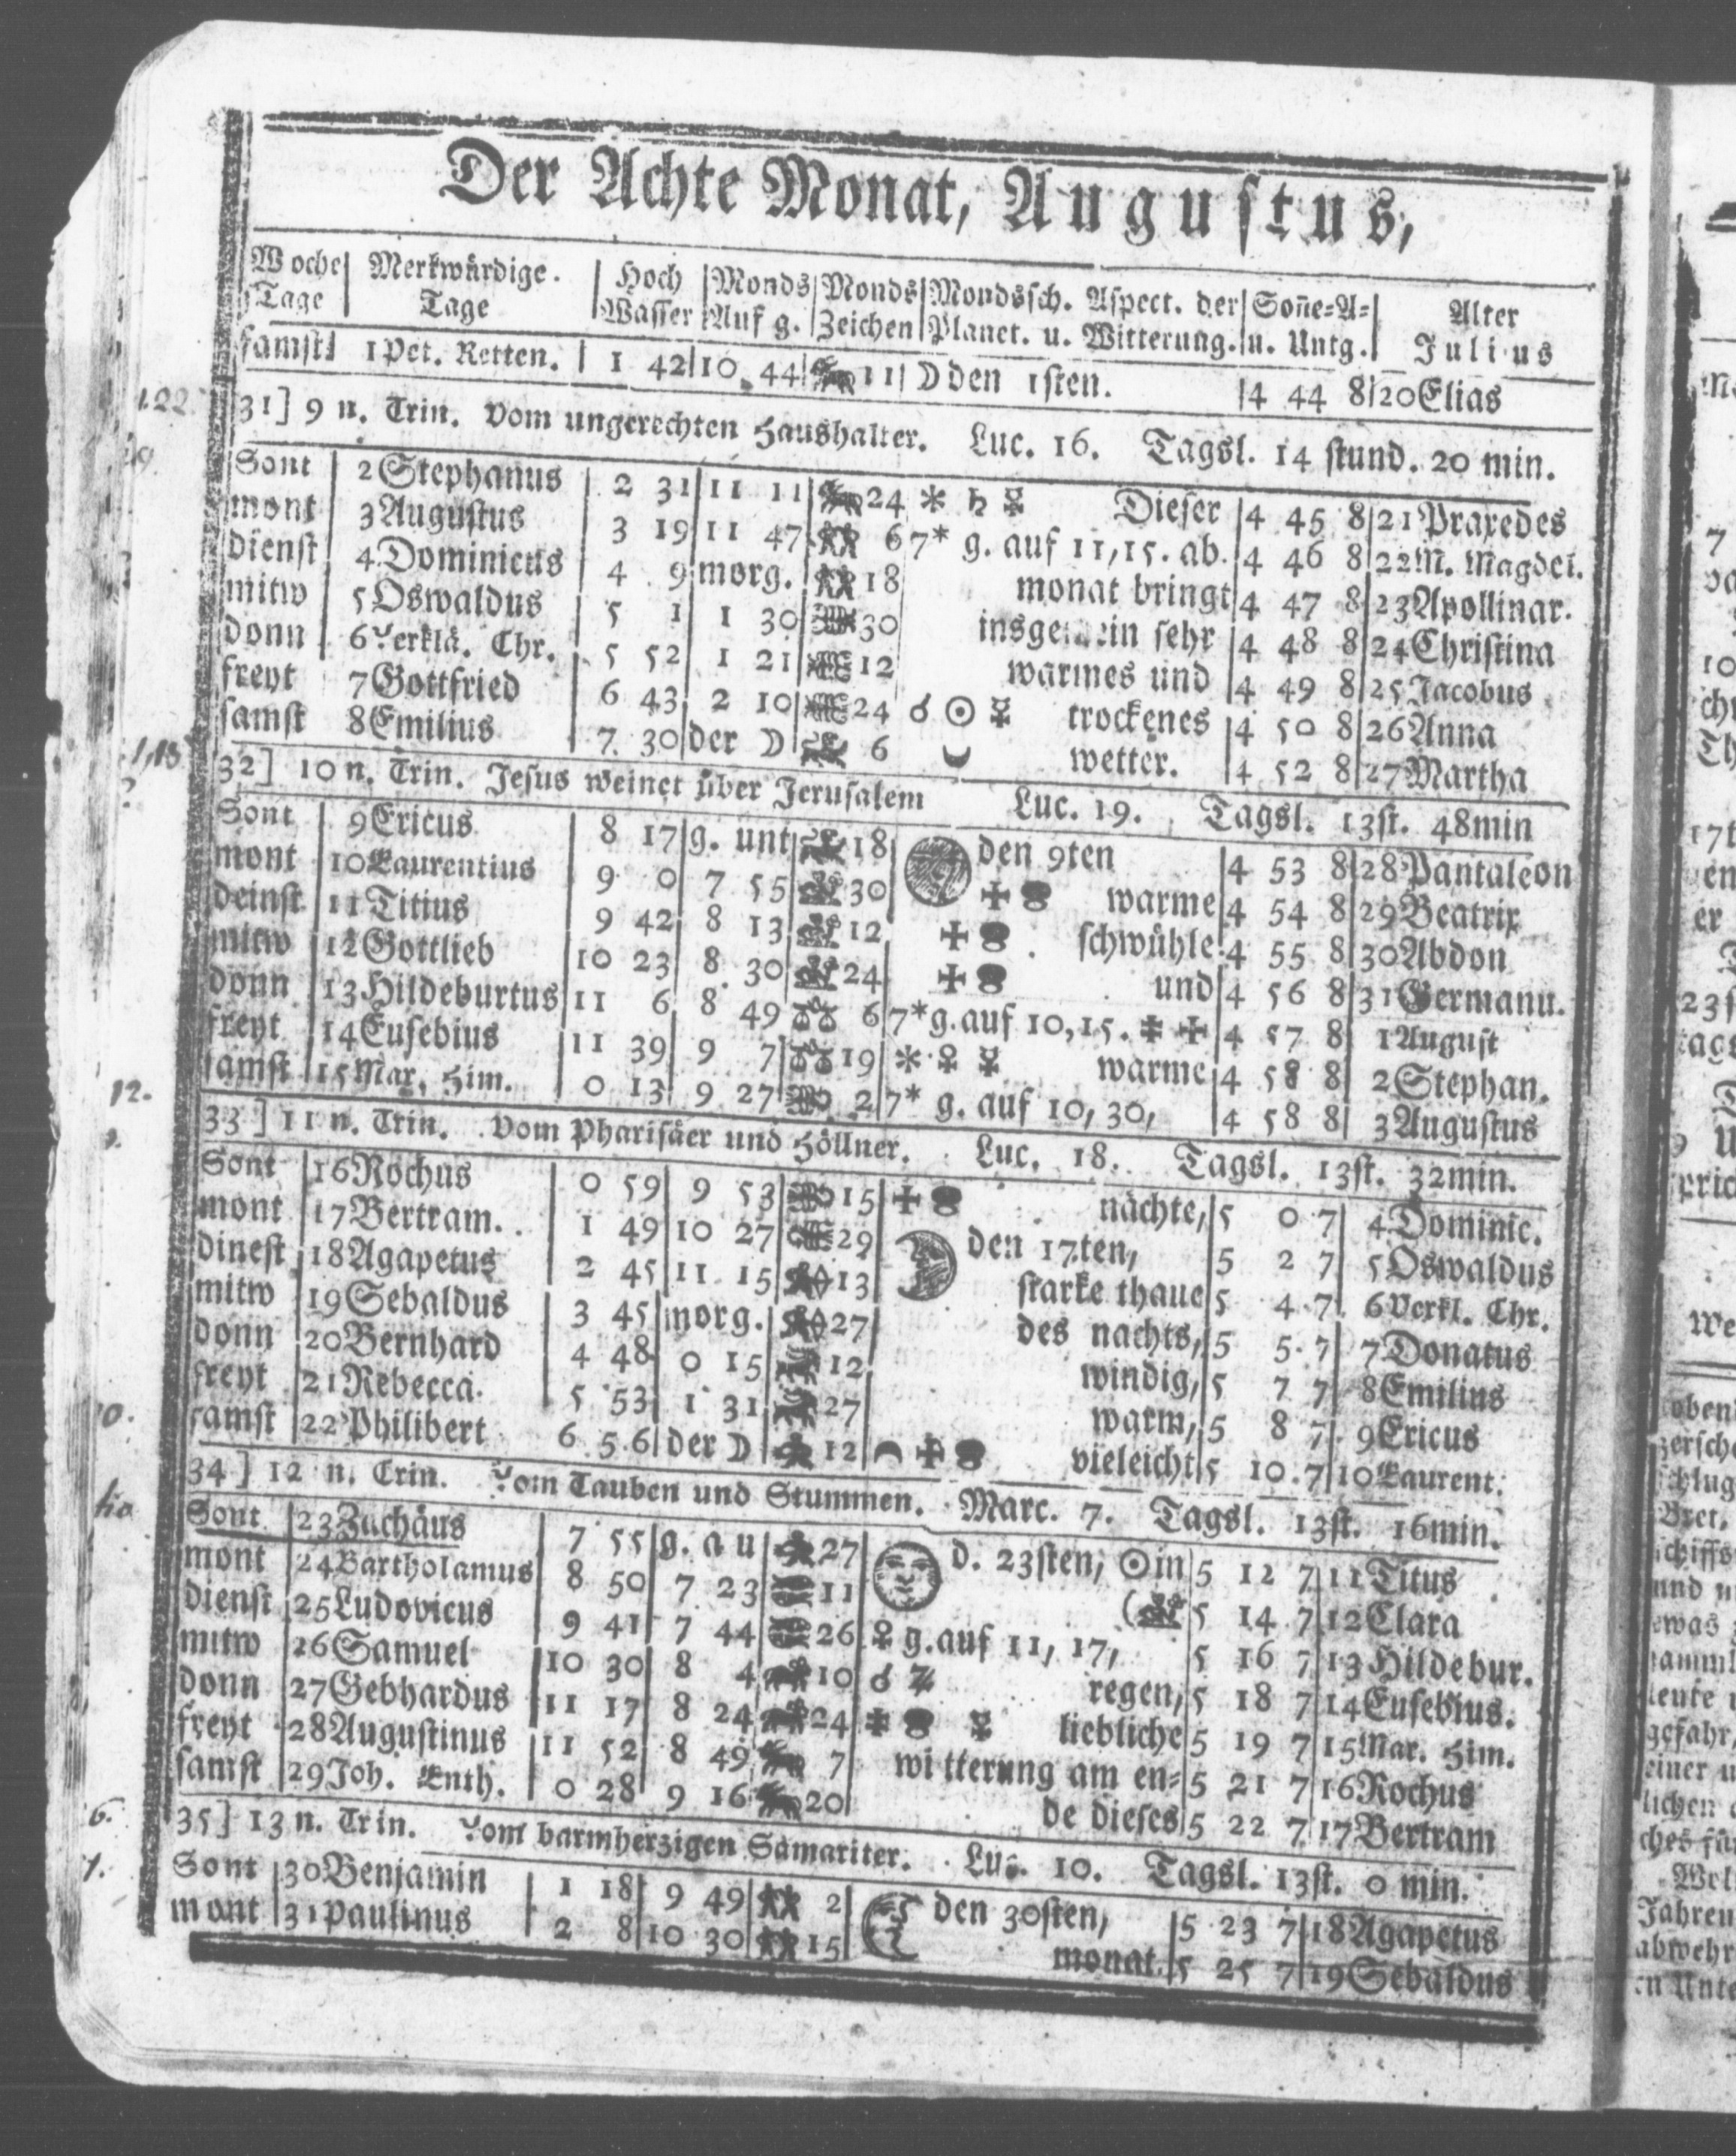 Der Achte Monat, Augustus,
Woche Tage | Merkwürdige. Tage | Hoch Wasser | Monds Auf g. | Monds Zeichen | Mondssch. Aspect. der Planet. u. Witterung. | Soñe=A= u. Untg. | Alter Julius
samst | 1 Pet. Retten. | 1 42 | 10 44 | 11 | ☽ den 1sten. | 4 44 8 | 20 Elias
31] 9 n. Trin. Vom ungerechten Haushalter. Luc. 16. Tagsl. 14 stund. 20 min.
Sont | 2 Stephanus | 2 31 | 11 11 | 24 | ✻ ♄ ☿ Dieser | 4 45 8 | 21 Praxedes
mont | 3 Augustus | 3 19 | 11 47 | 6 | 7* g. auf 11,15. ab. | 4 46 8 | 22 M. Magdel.
dienst | 4 Dominicus | 4 9 | morg. | 18 | monat bringt | 4 47 8 | 23 Apollinar.
mitw | 5 Oswaldus | 5 1 | 1 30 | 30 | sehr | 4 48 8 | 24 Christina
donn | 6 Verklä. Chr. | 5 52 | 1 21 | 12 | warmes und | 4 49 8 | 25 Jacobus
freyt | 7 Gottfried | 6 43 | 2 10 | 24 | ☌ ☉ ☿ trockenes | 4 50 8 | 26 Anna
samst | 8 Emilius | 7 30 | der ☽ | 6 | wetter. | 4 52 8 | 27 Martha
32] 10 n. Trin. Jesus weinet über Jerusalem Luc. 19. Tagsl. 13st. 48min
Sont | 9 Ericus | 8 17 | g. unt | 18 | den 9ten | 4 53 8 | 28 Pantaleon
mont | 10 Laurentius | 9 0 | 7 55 | 30 | warme | 4 54 8 | 29 Beatrix
deinst | 11 Titius | 9 42 | 8 13 | 12 | schwühle | 4 55 8 | 30 Abdon
mitw | 12 Gottlieb | 10 23 | 8 30 | 24 | und | 4 56 8 | 31 Germanu.
donn | 13 Hildeburtus | 11 6 | 8 49 | 6 | 7* g. auf 10,15. | 4 57 8 | 1 August
freyt | 14 Eusebius | 11 39 | 9 7 | 19 | ✻ ♀ ☿ warme | 4 58 8 | 2 Stephan.
samst | 15 Mar. Him. | 0 13 | 9 27 | 2 | 7* g. auf 10, 30, | 4 58 8 | 3 Augustus
33] 11 n. Trin. Vom Pharisäer und Zöllner. Luc. 18. Tagsl. 13st. 32min.
Sont | 16 Rochus | 0 59 | 9 53 | 15 | nächte, | 5 0 7 | 4 Dominic.
mont | 17 Bertram. | 1 49 | 10 27 | 29 | den 17ten, | 5 2 7 | 5 Oswaldus
dinest | 18 Agapetus | 2 45 | 11 15 | 13 | starke thaue | 5 4 7 | 6 Verkl. Chr.
mitw | 19 Sebaldus | 3 45 | morg. | 27 | des nachts, | 5 5 7 | 7 Donatus
donn | 20 Bernhard | 4 48 | 0 15 | 12 | windig, | 5 7 7 | 8 Emilius
freyt | 21 Rebecca. | 5 53 | 1 31 | 27 | warm, | 5 8 7 | 9 Ericus
samst | 22 Philibert | 6 56 | der ☽ | 12 | vieleicht | 5 10 7 | 10 Laurent.
34] 12 n. Trin. Vom Tauben und Stummen. Marc. 7. Tagsl. 13st. 16min.
Sont | 23 Zachäus | 7 55 | g. au | 27 | d. 23sten, ☉ in | 5 12 7 | 11 Titus
mont | 24 Bartholamus | 8 50 | 7 23 | 11 | ( | 5 14 7 | 12 Clara
dienst | 25 Ludovicus | 9 41 | 7 44 | 26 | ♀ g. auf 11, 17, | 5 16 7 | 13 Hildebur.
mitw | 26 Samuel | 10 30 | 8 4 | 10 | ☌ ♃ regen, | 5 18 7 | 14 Eusebius.
donn | 27 Gebhardus | 11 17 | 8 24 | 24 | ☿ liebliche | 5 19 7 | 15 Mar. Him.
freyt | 28 Augustinus | 11 52 | 8 49 | 7 | witterung am en= | 5 21 7 | 16 Rochus
samst | 29 Joh. Enth. | 0 28 | 9 16 | 20 | de dieses | 5 22 7 | 17 Bertram
35] 13 n. Trin. Vom barmherzigen Samariter. Luc. 10. Tagsl. 13st. 0 min.
Sont | 30 Benjamin | 1 18 | 9 49 | 2 | den 30sten, | 5 23 7 | 18 Agapetus
mont | 31 Paulinus | 2 8 | 10 30 | 15 | monat. | 5 25 7 | 19 Sebaldus